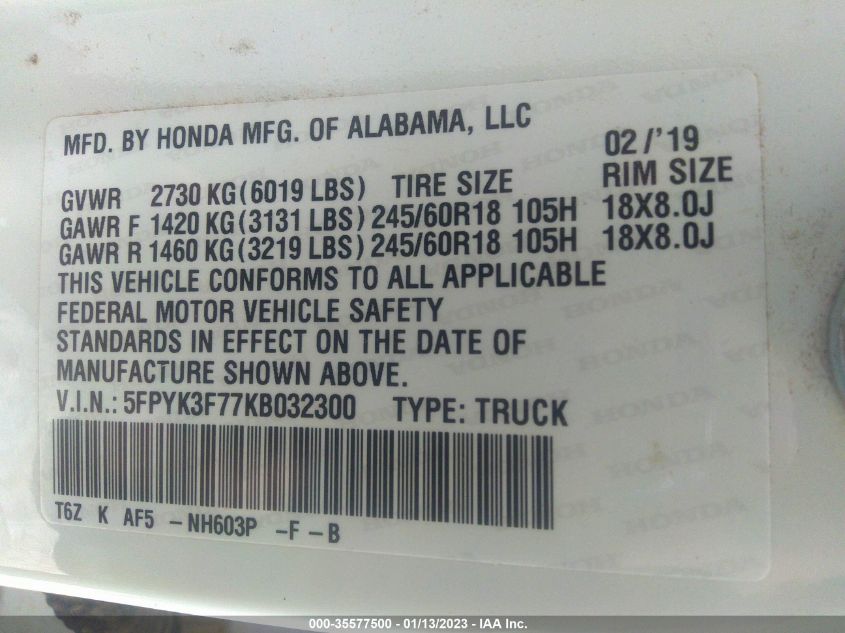 MFD. BY HONDA MFG. OF ALABAMA, LLC 02/'19
GVWR 2730 KG(6019 LBS) TIRE SIZE RIM SIZE
GAWR F 1420 KG(3131 LBS) 245/60R18 105H 18X8.0J
GAWR R 1460 KG(3219 LBS) 245/60R18 105H 18X8.0J
THIS VEHICLE CONFORMS TO ALL APPLICABLE
FEDERAL MOTOR VEHICLE SAFETY
STANDARDS IN EFFECT ON THE DATE OF
MANUFACTURE SHOWN ABOVE.
V.I.N.: 5FPYK3F77KB032300 TYPE: TRUCK
T6Z K AF5 -NH603P -F -B
000-35577500 - 01/13/2023 - IAA Inc.